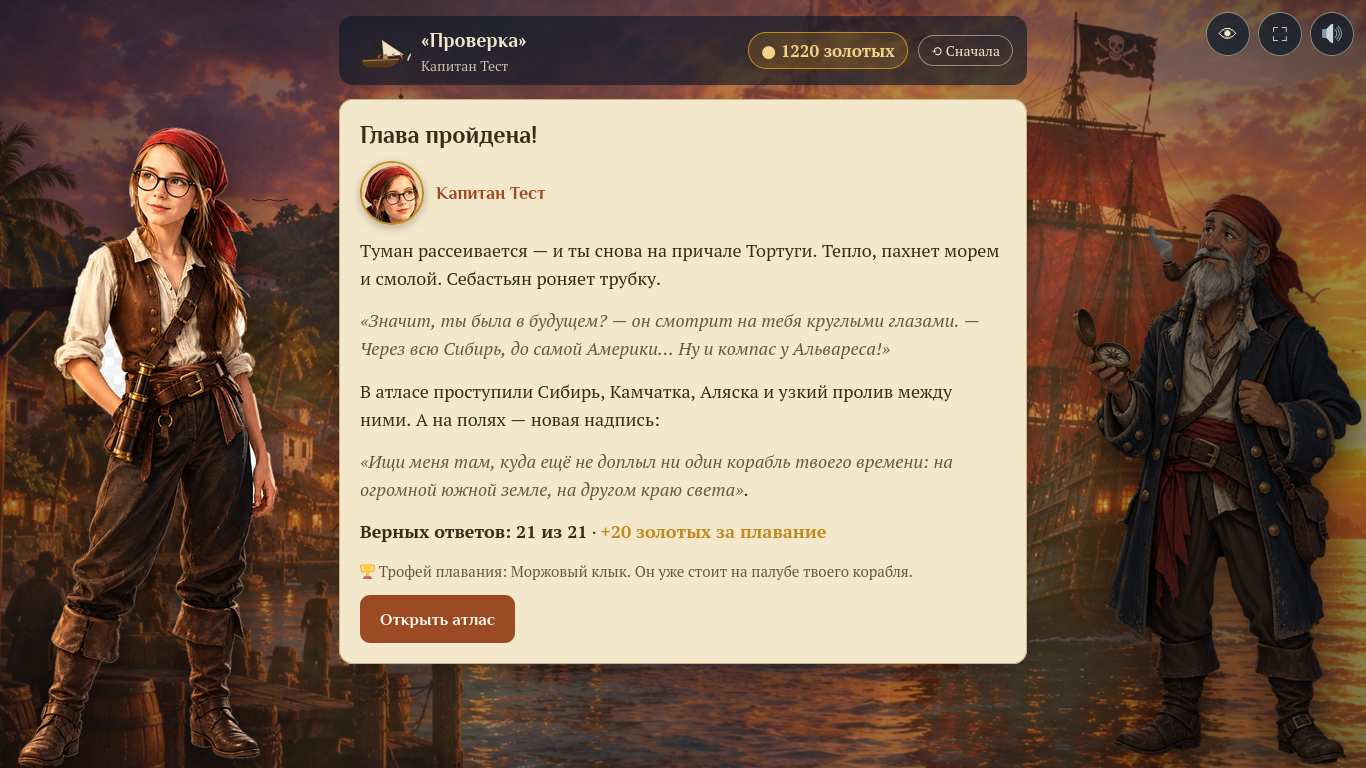 «Проверка»
Капитан Тест
1220 золотых
⟲ Сначала
Глава пройдена!
Капитан Тест
Туман рассеивается — и ты снова на причале Тортуги. Тепло, пахнет морем
и смолой. Себастьян роняет трубку.
«Значит, ты была в будущем? — он смотрит на тебя круглыми глазами. —
Через всю Сибирь, до самой Америки… Ну и компас у Альвареса!»
В атласе проступили Сибирь, Камчатка, Аляска и узкий пролив между
ними. А на полях — новая надпись:
«Ищи меня там, куда ещё не доплыл ни один корабль твоего времени: на
огромной южной земле, на другом краю света».
Верных ответов: 21 из 21 · +20 золотых за плавание
🏆 Трофей плавания: Моржовый клык. Он уже стоит на палубе твоего корабля.
Открыть атлас